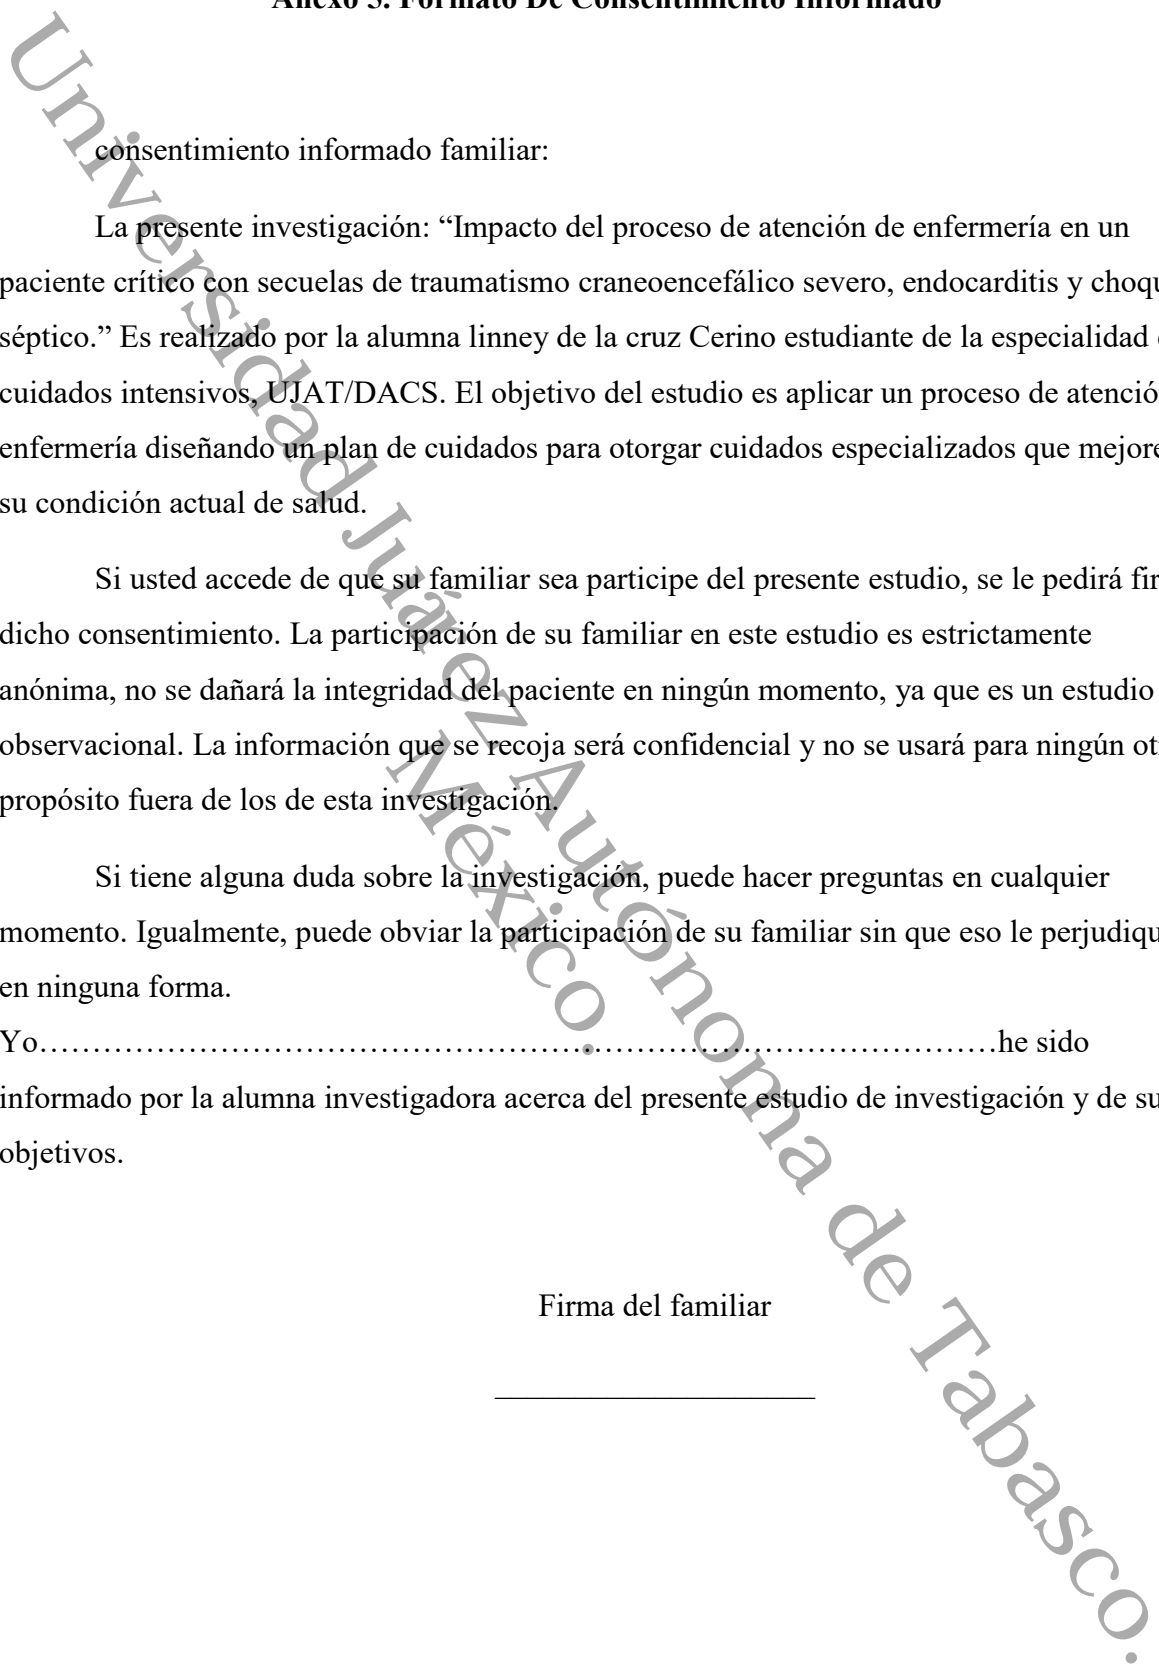 Anexo 3. Formato De Consentimiento Informado
consentimiento informado familiar:
La presente investigación: “Impacto del proceso de atención de enfermería en un
paciente crítico con secuelas de traumatismo craneoencefálico severo, endocarditis y choqu
séptico.” Es realizado por la alumna linney de la cruz Cerino estudiante de la especialidad
cuidados intensivos, UJAT/DACS. El objetivo del estudio es aplicar un proceso de atenció
enfermería diseñando un plan de cuidados para otorgar cuidados especializados que mejore
su condición actual de salud.
Si usted accede de que su familiar sea participe del presente estudio, se le pedirá fir
dicho consentimiento. La participación de su familiar en este estudio es estrictamente
anónima, no se dañará la integridad del paciente en ningún momento, ya que es un estudio
observacional. La información que se recoja será confidencial y no se usará para ningún ot
propósito fuera de los de esta investigación.
Si tiene alguna duda sobre la investigación, puede hacer preguntas en cualquier
momento. Igualmente, puede obviar la participación de su familiar sin que eso le perjudiqu
en ninguna forma.
Yo………………………………………………………………………………he sido
informado por la alumna investigadora acerca del presente estudio de investigación y de su
objetivos.
Firma del familiar
____________________
Universidad Juárez Autónoma de Tabasco.
México.